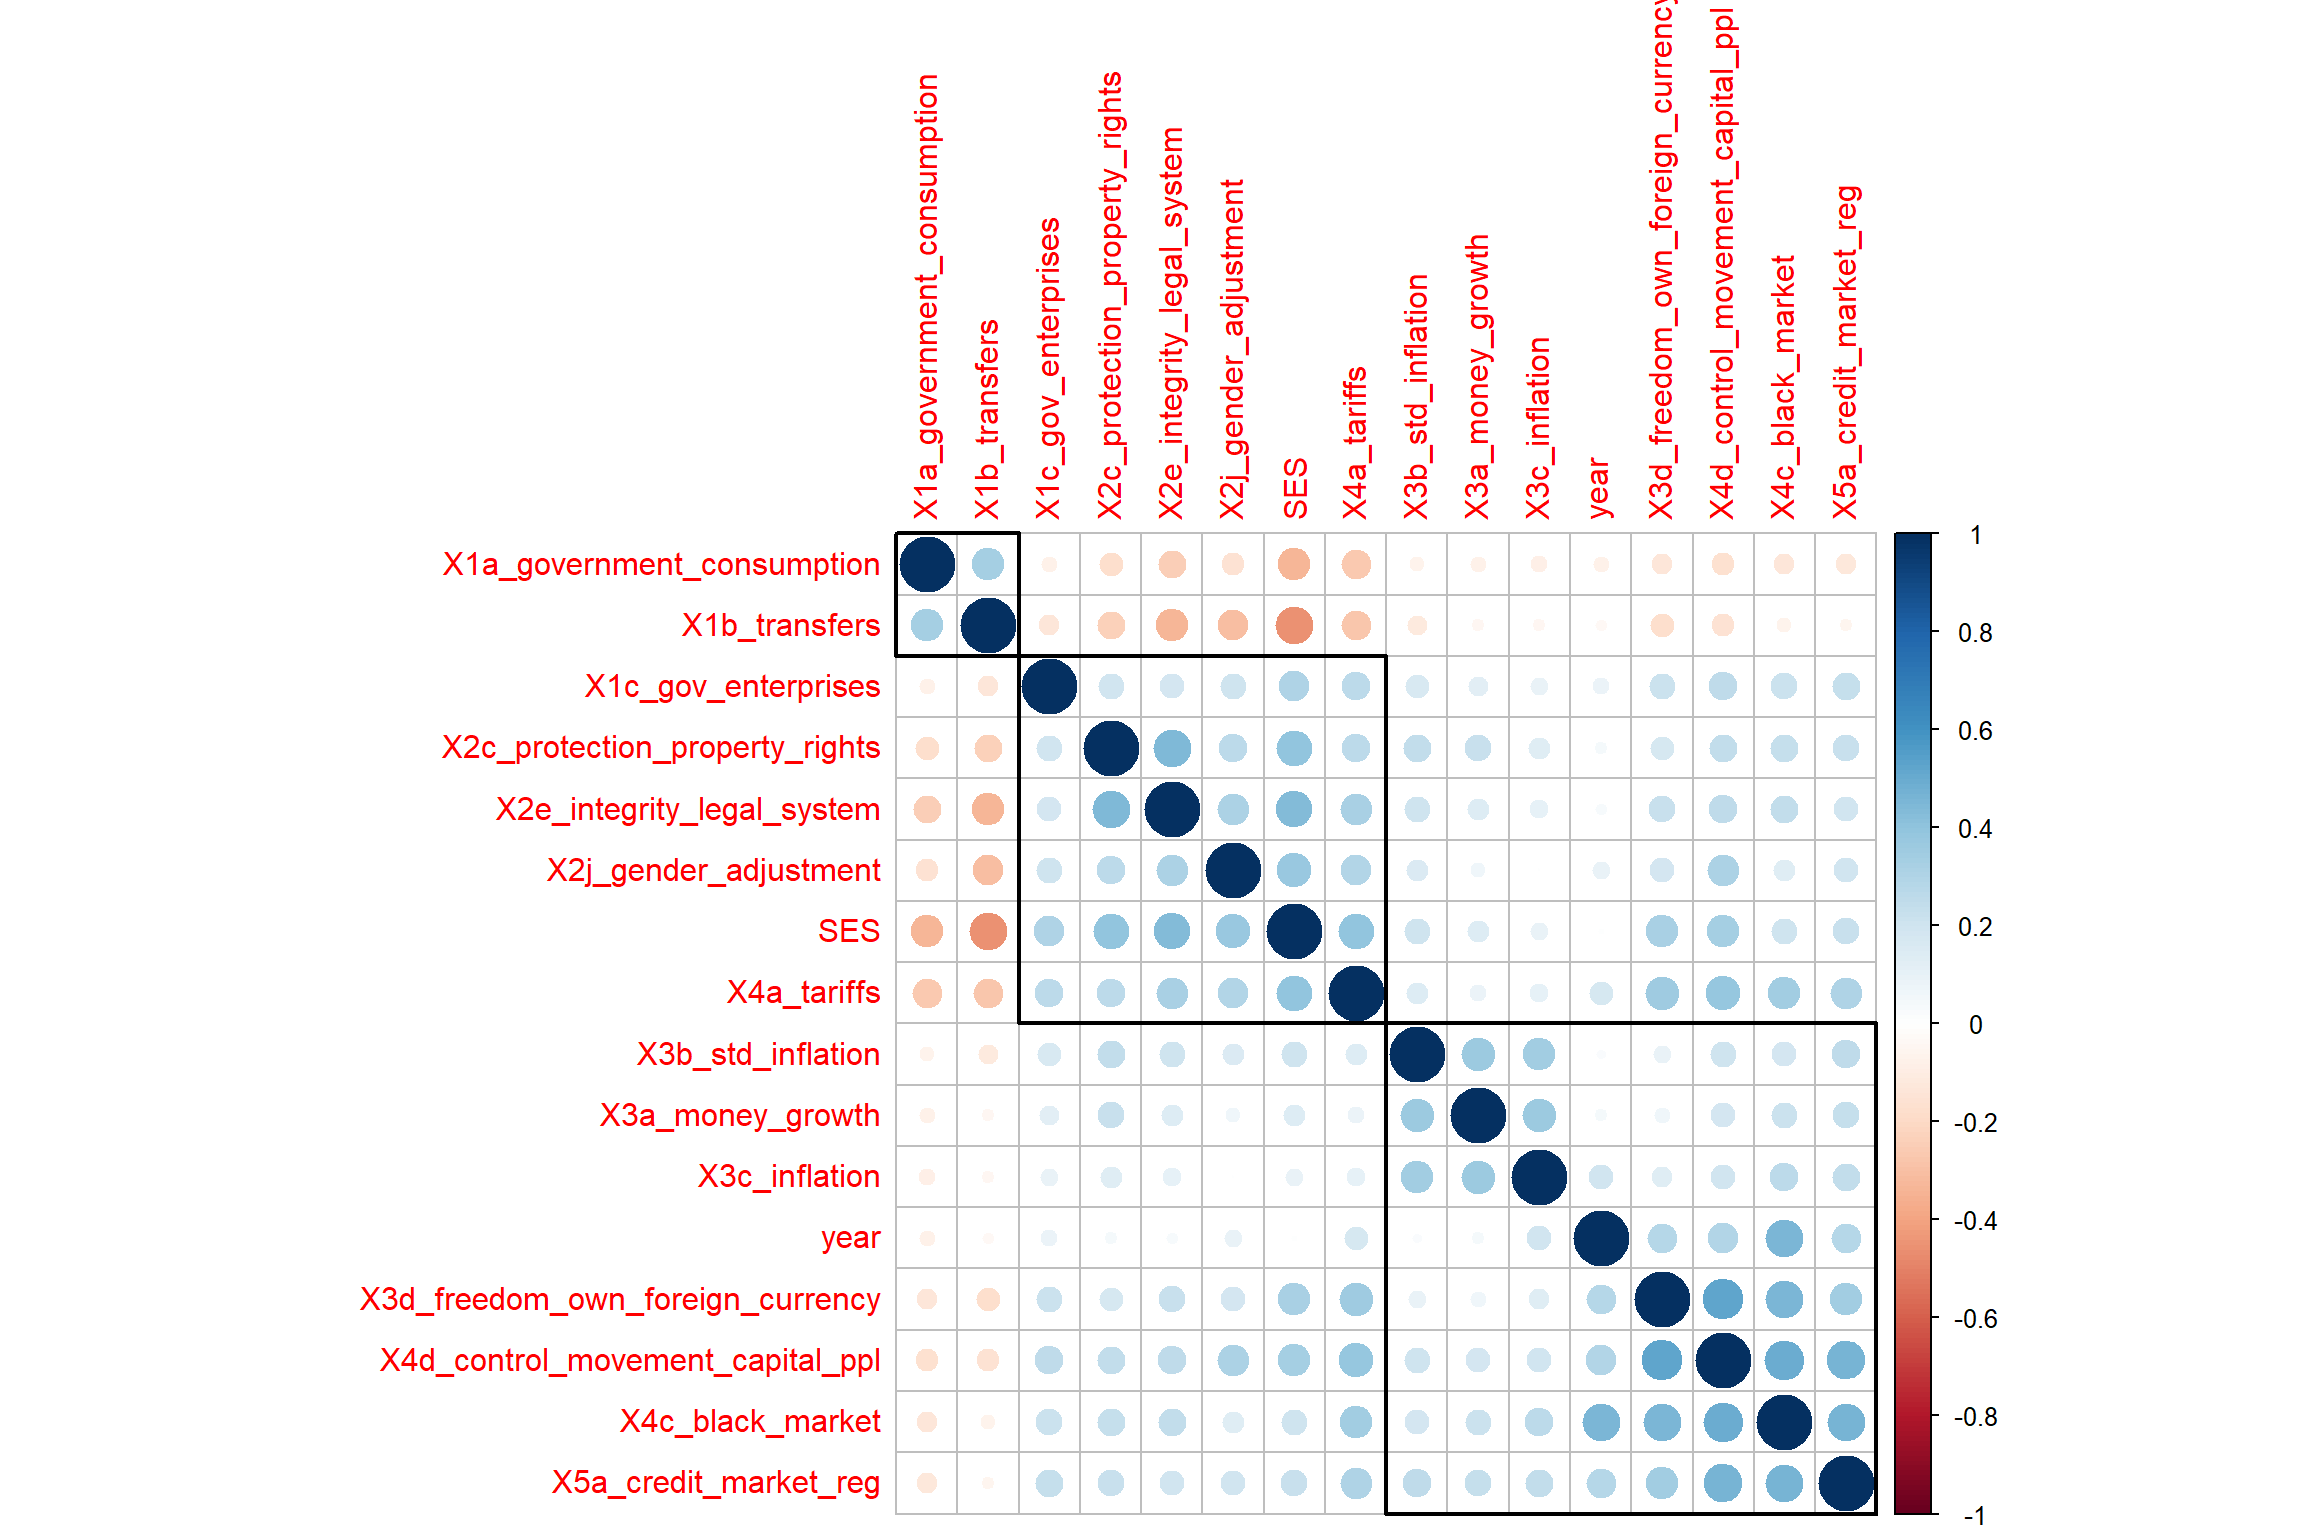 X1a_government_consumption
X1b_transfers
X1c_gov_enterprises
X2c_protection_property_rights
X2e_integrity_legal_system
X2j_gender_adjustment
SES
X4a_tariffs
X3b_std_inflation
X3a_money_growth
X3c_inflation
year
X3d_freedom_own_foreign_currency
X4d_control_movement_capital_ppl
X4c_black_market
X5a_credit_market_reg
X1a_government_consumption
X1b_transfers
X1c_gov_enterprises
X2c_protection_property_rights
X2e_integrity_legal_system
X2j_gender_adjustment
SES
X4a_tariffs
X3b_std_inflation
X3a_money_growth
X3c_inflation
year
X3d_freedom_own_foreign_currency
X4d_control_movement_capital_ppl
X4c_black_market
X5a_credit_market_reg
1
0.8
0.6
0.4
0.2
0
-0.2
-0.4
-0.6
-0.8
-1